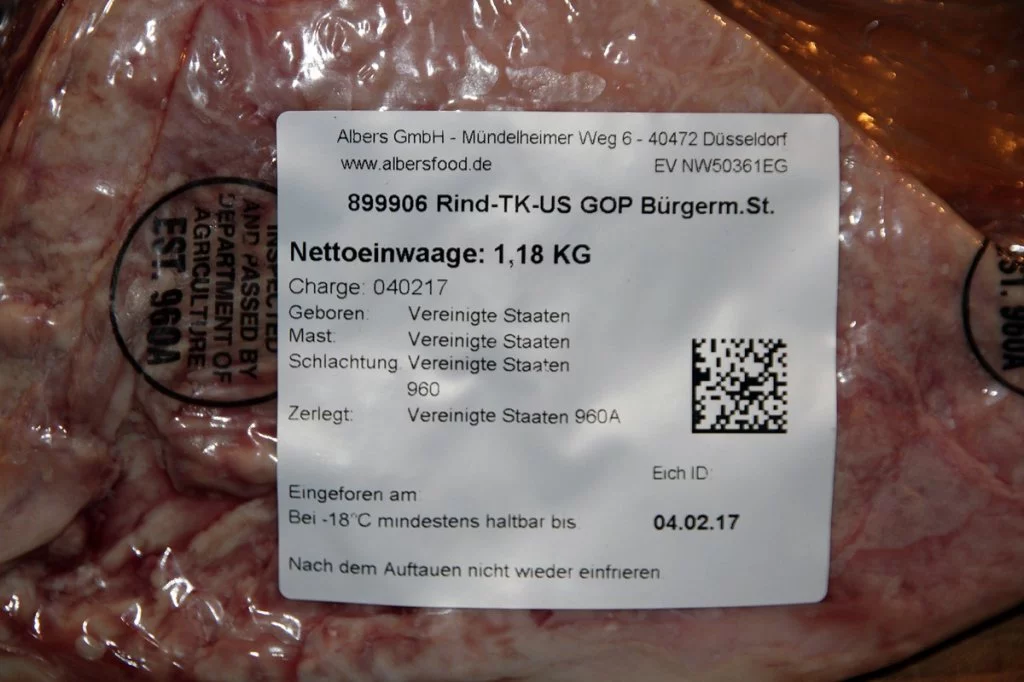 Albers GmbH - Mündelheimer Weg 6 - 40472 Düsseldorf
www.albersfood.de EV NW50361EG
899906 Rind-TK-US GOP Bürgerm.St.
Nettoeinwaage: 1,18 KG
Charge: 040217
Geboren: Vereinigte Staaten
Mast: Vereinigte Staaten
Schlachtung Vereinigte Staaten
960
Zerlegt: Vereinigte Staaten 960A
Eich ID
Eingeforen am
Bei -18°C mindestens haltbar bis 04.02.17
Nach dem Auftauen nicht wieder einfrieren
INSPECTED
AND PASSED BY
DEPARTMENT OF
AGRICULTURE
EST. 960A
EST. 960A